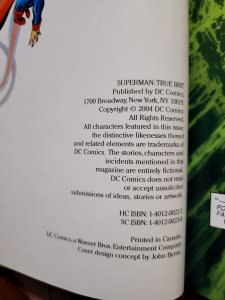 SUPERMAN: TRUE BRIT
Published by DC Comics,
1700 Broadway, New York, NY 10019.
Copyright © 2004 DC Comics.
All Rights Reserved.
All characters featured in this issue,
the distinctive likenesses thereof
and related elements are trademarks of
DC Comics. The stories, characters and
incidents mentioned in this
magazine are entirely fictional.
DC Comics does not read
or accept unsolicited
submissions of ideas, stories or artwork.
HC ISBN: 1-4012-0022-2
SC ISBN: 1-4012-0023-0
Printed in Canada.
DC Comics, a Warner Bros. Entertainment Company
Cover design concept by John Byrne